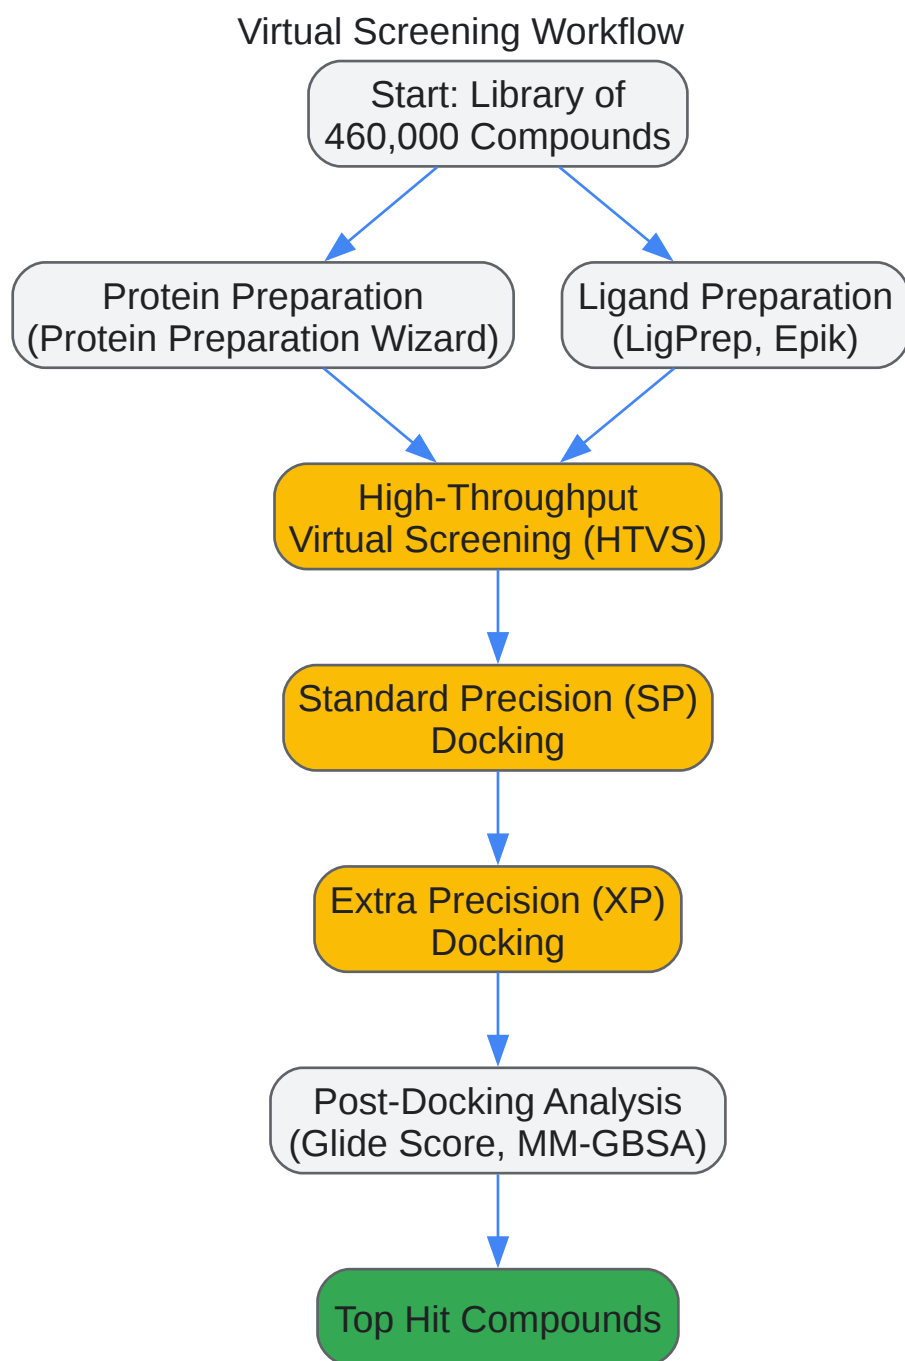 Virtual Screening Workflow
Start: Library of
460,000 Compounds
Protein Preparation
(Protein Preparation Wizard)
Ligand Preparation
(LigPrep, Epik)
High-Throughput
Virtual Screening (HTVS)
Standard Precision (SP)
Docking
Extra Precision (XP)
Docking
Post-Docking Analysis
(Glide Score, MM-GBSA)
Top Hit Compounds